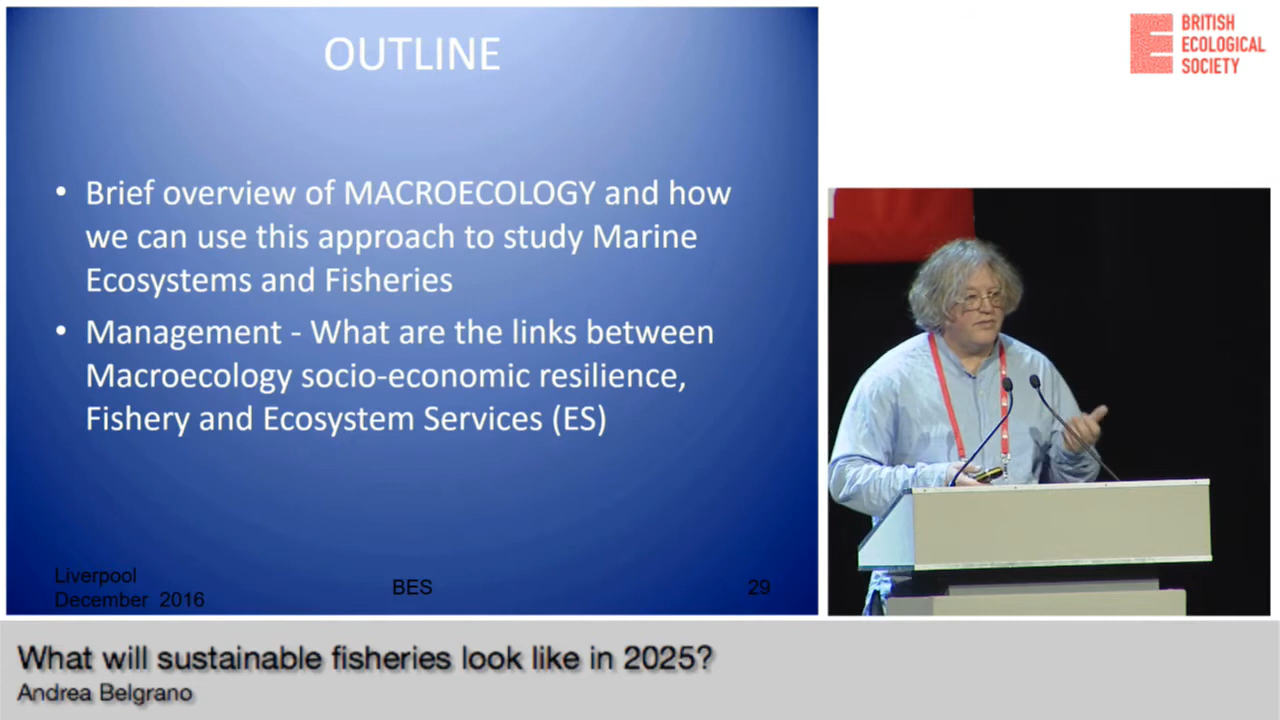 OUTLINE
• Brief overview of MACROECOLOGY and how
we can use this approach to study Marine
Ecosystems and Fisheries
• Management - What are the links between
Macroecology socio-economic resilience,
Fishery and Ecosystem Services (ES)
Liverpool
December 2016
BES
29
BRITISH
ECOLOGICAL
SOCIETY
What will sustainable fisheries look like in 2025?
Andrea Belgrano